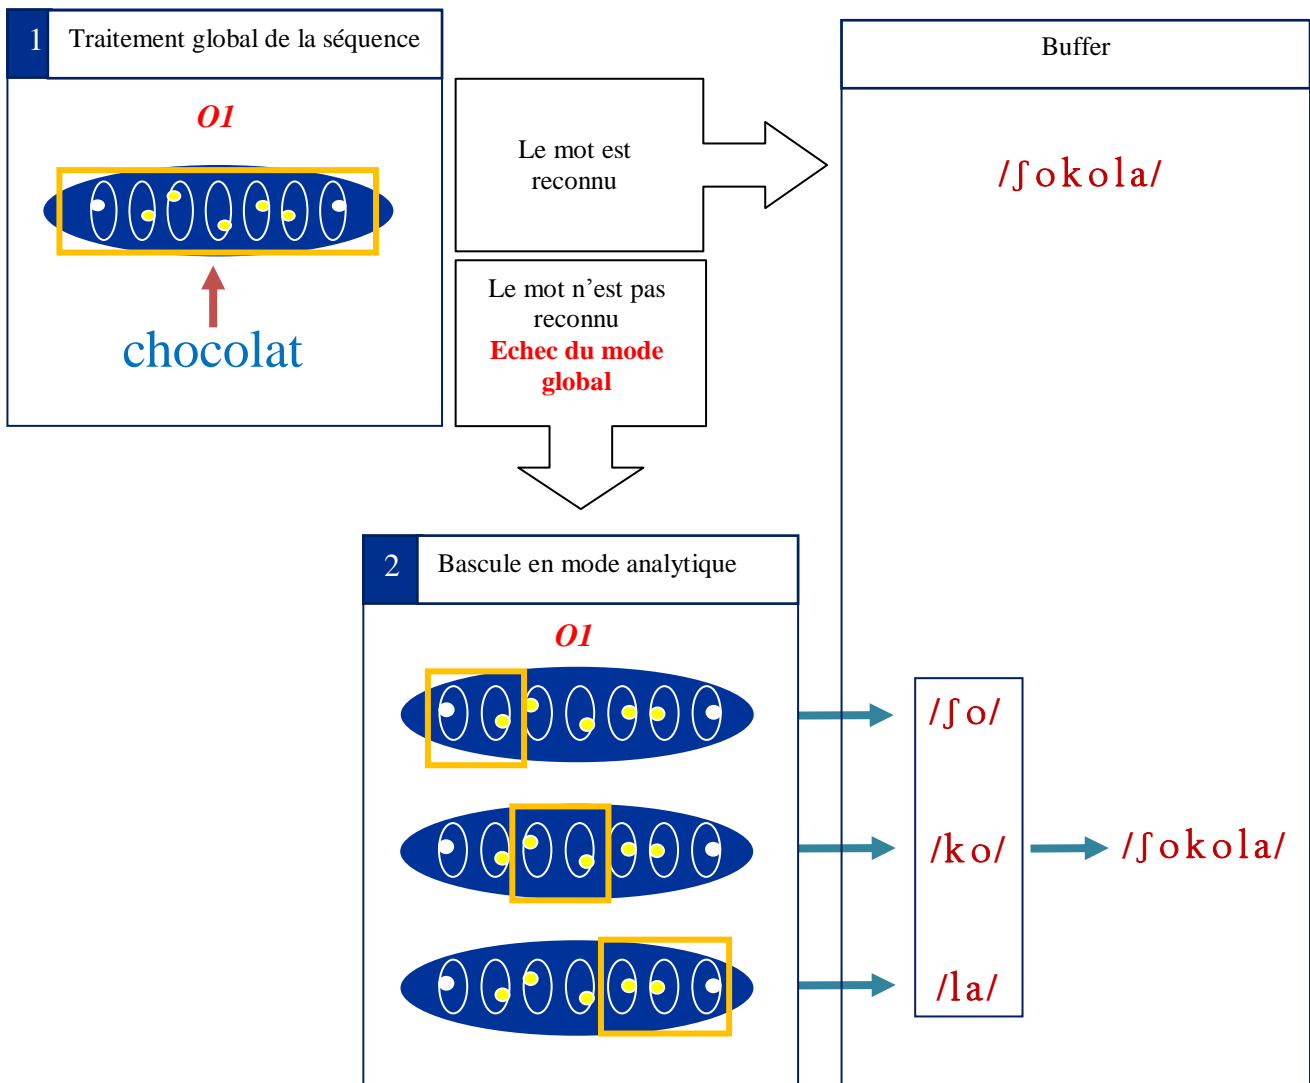 1
Traitement global de la séquence
O1
chocolat
Le mot est
reconnu
Le mot n’est pas
reconnu
Echec du mode
global
Buffer
/ʃokola/
2
Bascule en mode analytique
O1
/ʃo/
/ko/
/la/
/ʃokola/